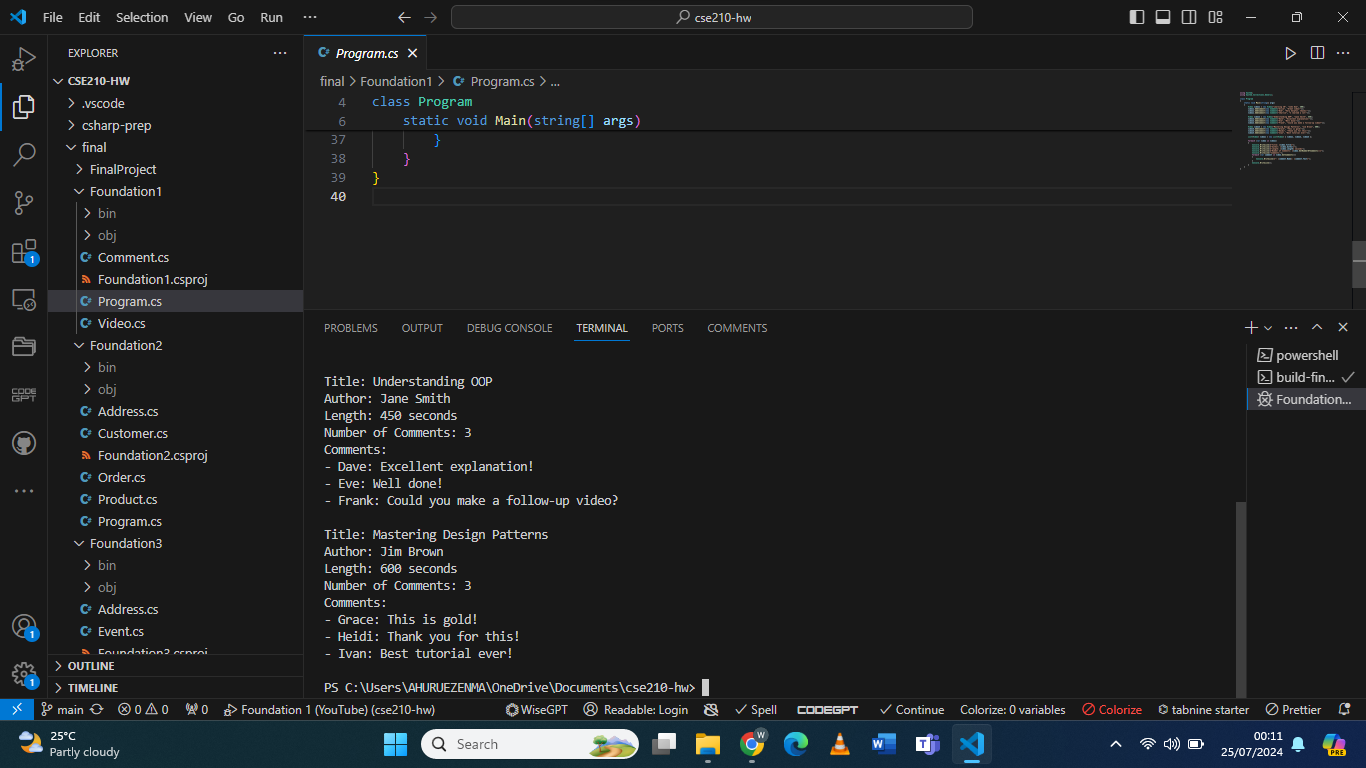 File Edit Selection View Go Run ··· cse210-hw
EXPLORER ···
CSE210-HW
.vscode
csharp-prep
final
FinalProject
Foundation1
bin
obj
Comment.cs
Foundation1.csproj
Program.cs
Video.cs
Foundation2
bin
obj
Address.cs
Customer.cs
Foundation2.csproj
Order.cs
Product.cs
Program.cs
Foundation3
bin
obj
Address.cs
Event.cs
Foundation3.csproj
OUTLINE
TIMELINE
Program.cs
final > Foundation1 > Program.cs > ...
4 class Program
6 static void Main(string[] args)
37 }
38 }
39 }
40
PROBLEMS OUTPUT DEBUG CONSOLE TERMINAL PORTS COMMENTS
Title: Understanding OOP
Author: Jane Smith
Length: 450 seconds
Number of Comments: 3
Comments:
- Dave: Excellent explanation!
- Eve: Well done!
- Frank: Could you make a follow-up video?
Title: Mastering Design Patterns
Author: Jim Brown
Length: 600 seconds
Number of Comments: 3
Comments:
- Grace: This is gold!
- Heidi: Thank you for this!
- Ivan: Best tutorial ever!
PS C:\Users\AHURUEZENMA\OneDrive\Documents\cse210-hw>
powershell
build-fin...
Foundation...
1
CODE GPT
1
1
main 0 0 0 Foundation 1 (YouTube) (cse210-hw) WiseGPT Readable: Login Spell CODEGPT Continue Colorize: 0 variables Colorize tabnine starter Prettier
25°C
Partly cloudy
Search
W
PRE
00:11
25/07/2024